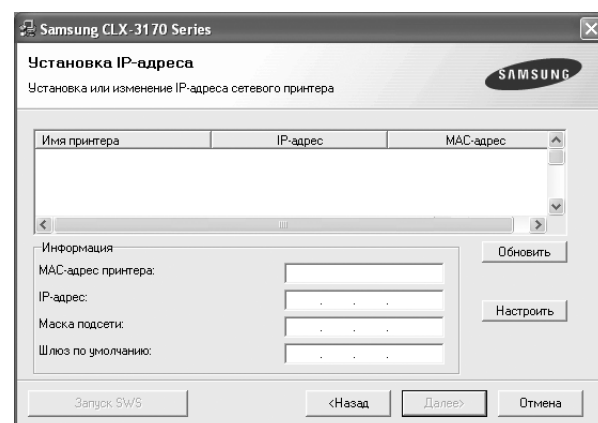 Samsung CLX-3170 Series
Установка IP-адреса
Установка или изменение IP-адреса сетевого принтера
SAMSUNG
Имя принтера IP-адрес MAC-адрес
Информация
Обновить
MAC-адрес принтера:
IP-адрес:
Настроить
Маска подсети:
Шлюз по умолчанию:
Запуск SWS <Назад Далее> Отмена